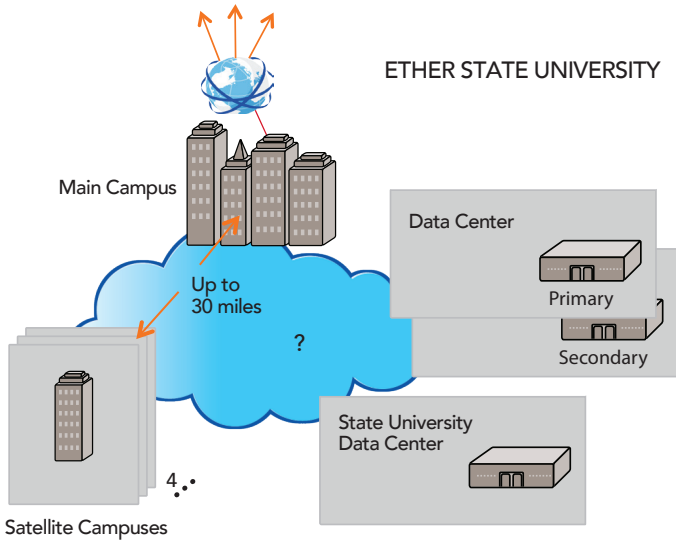 ETHER STATE UNIVERSITY
Main Campus
Data Center
Primary
Secondary
Up to
30 miles
?
State University
Data Center
4
Satellite Campuses